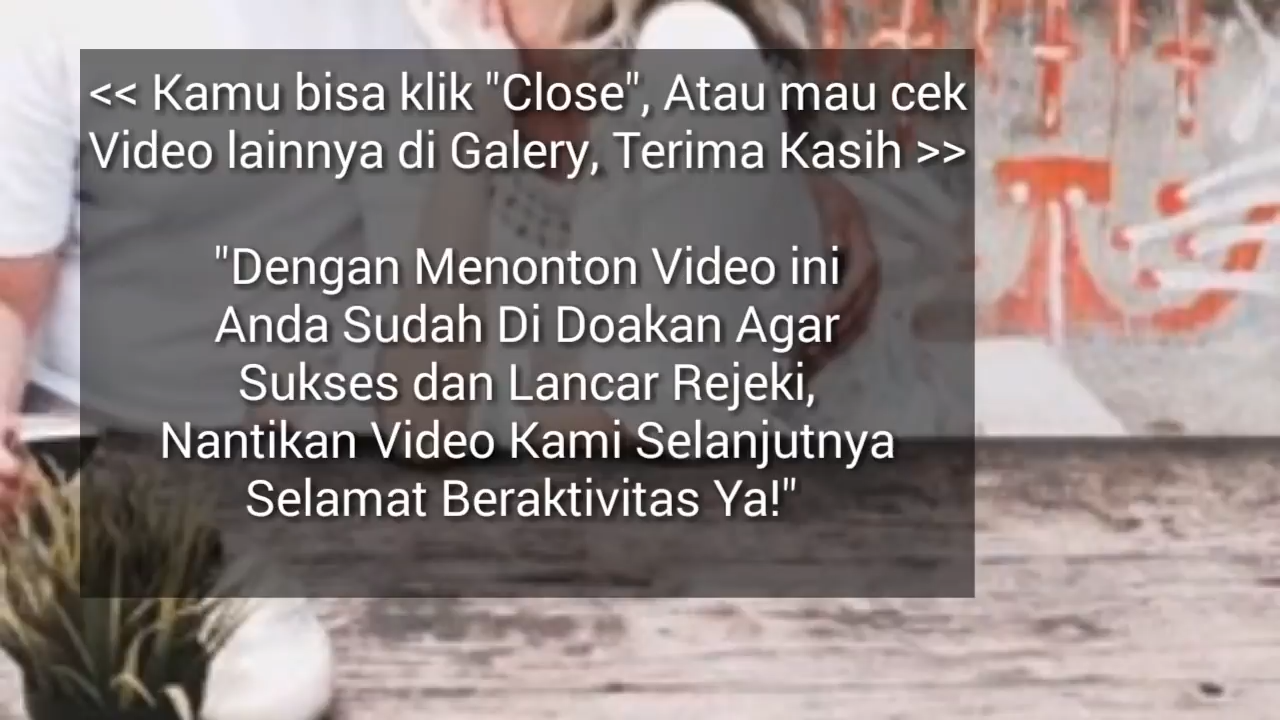 << Kamu bisa klik "Close", Atau mau cek
Video lainnya di Galery, Terima Kasih >>
"Dengan Menonton Video ini
Anda Sudah Di Doakan Agar
Sukses dan Lancar Rejeki,
Nantikan Video Kami Selanjutnya
Selamat Beraktivitas Ya!"